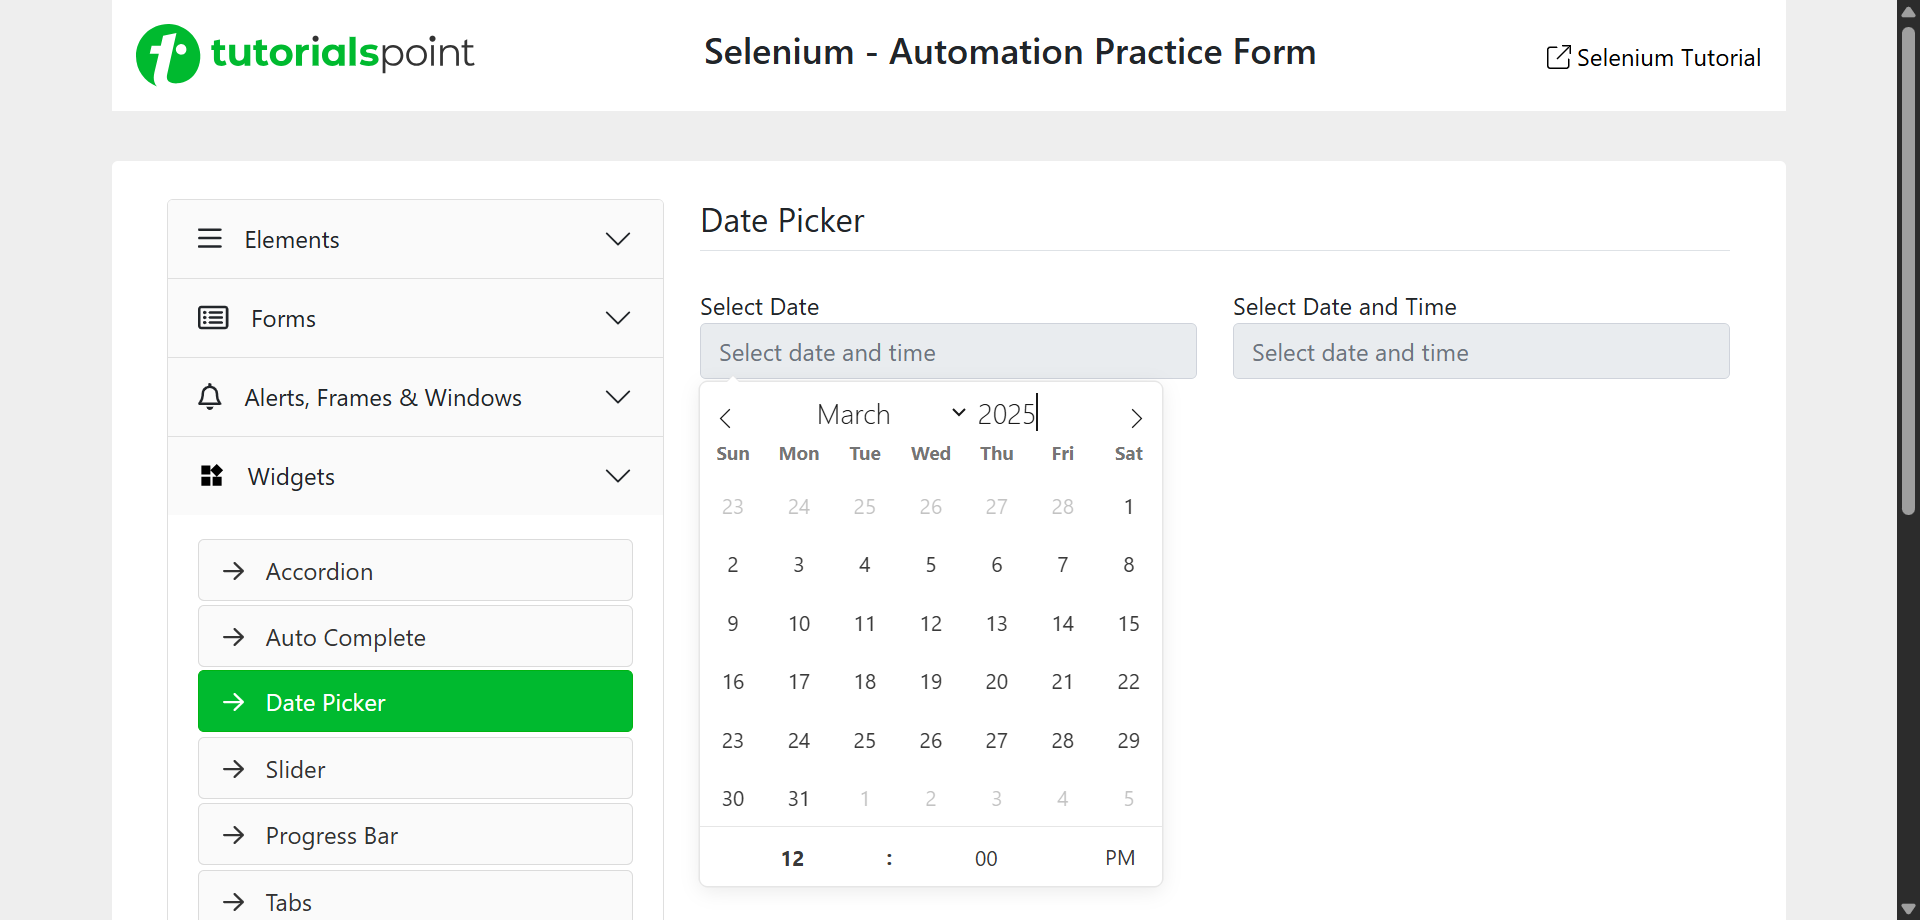 tutorialspoint
Selenium - Automation Practice Form
Selenium Tutorial
Elements
Forms
Alerts, Frames & Windows
Widgets
Accordion
Auto Complete
Date Picker
Slider
Progress Bar
Tabs
Date Picker
Select Date
Select date and time
Select Date and Time
Select date and time
March 2025
Sun Mon Tue Wed Thu Fri Sat
23 24 25 26 27 28 1
2 3 4 5 6 7 8
9 10 11 12 13 14 15
16 17 18 19 20 21 22
23 24 25 26 27 28 29
30 31 1 2 3 4 5
12 : 00 PM